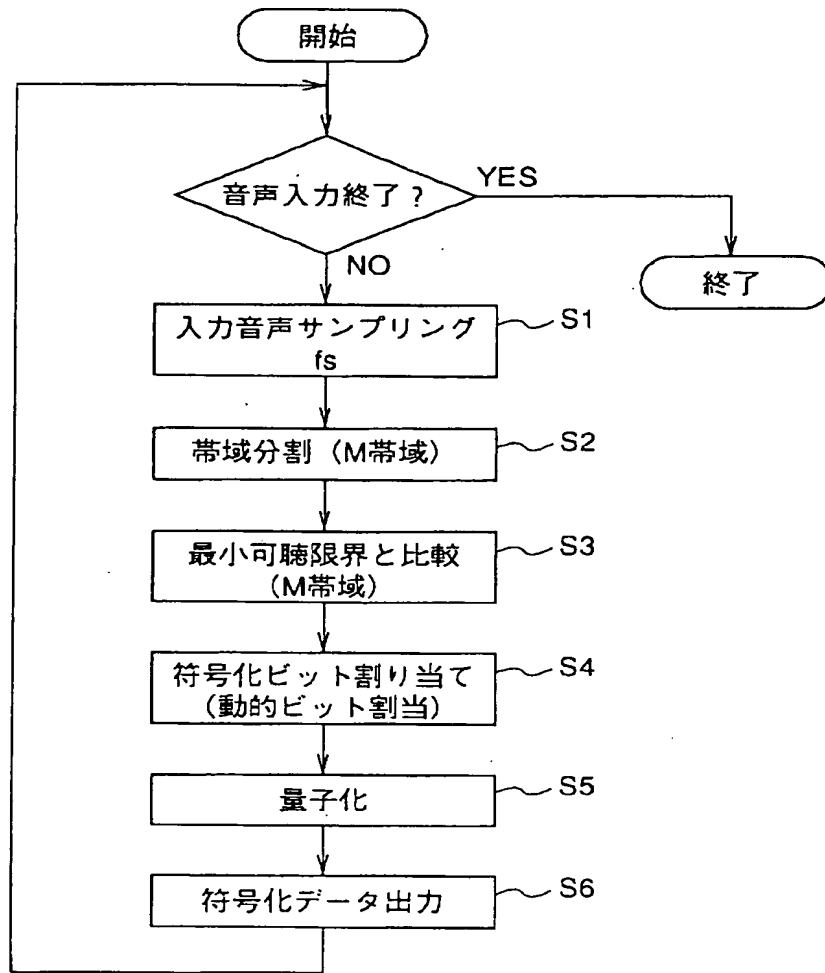 開始
音声入力終了？
YES
NO
終了
入力音声サンプリング
fs
S1
帯域分割（M帯域）
S2
最小可聴限界と比較
（M帯域）
S3
符号化ビット割り当て
（動的ビット割当）
S4
量子化
S5
符号化データ出力
S6